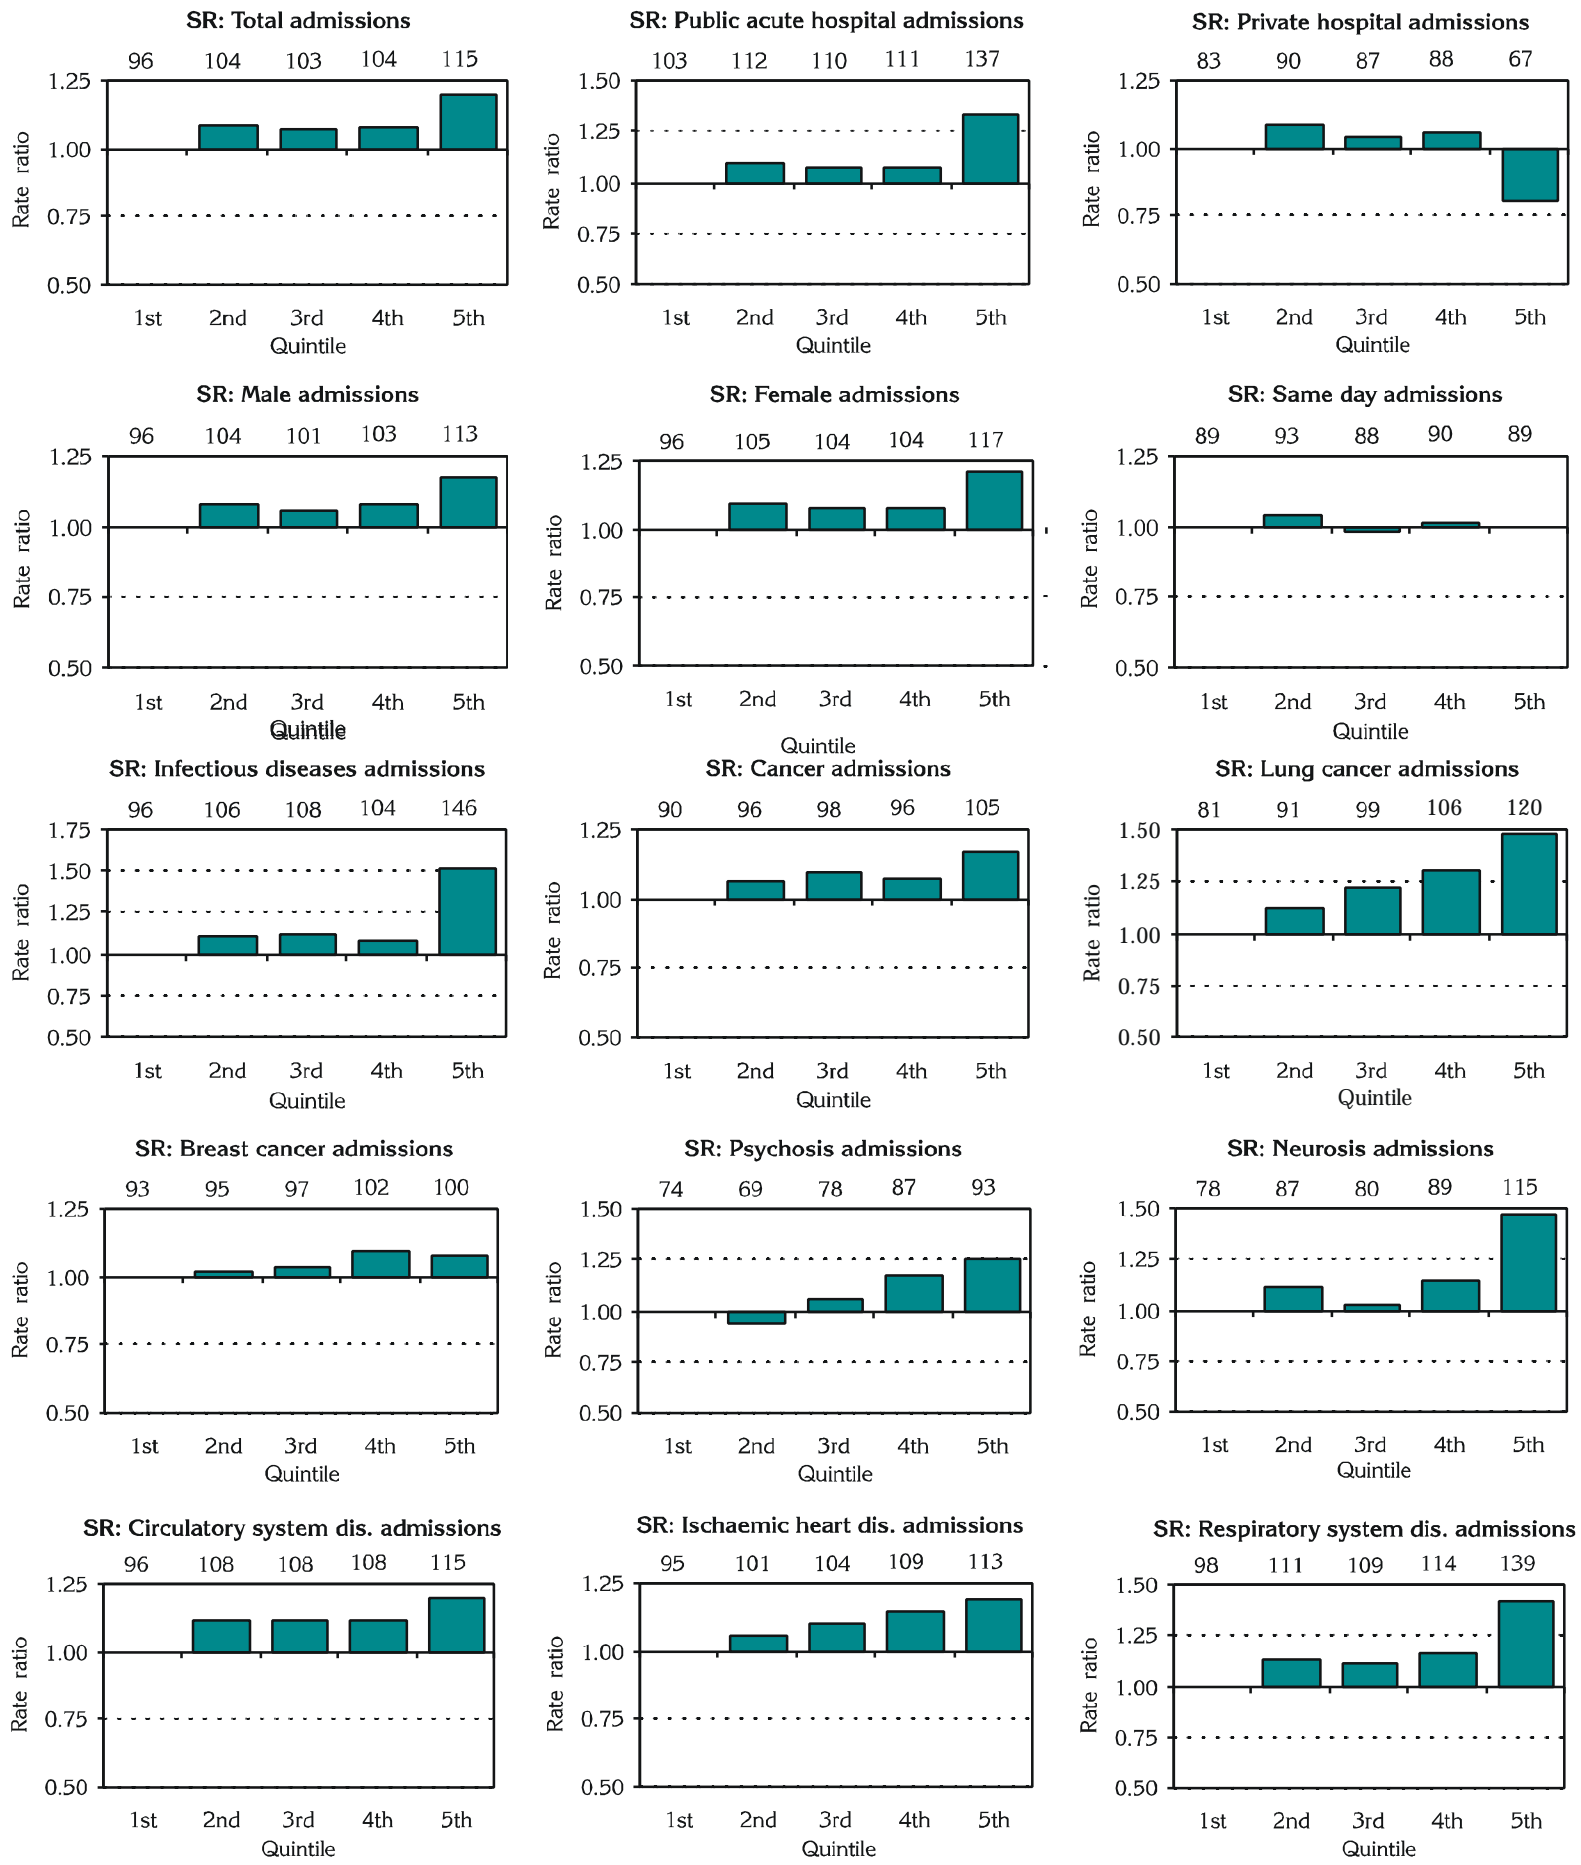 SR: Total admissions
96 104 103 104 115
1.25
1.00
0.75
0.50
Rate ratio
1st 2nd 3rd 4th 5th
Quintile
SR: Public acute hospital admissions
103 112 110 111 137
1.50
1.25
1.00
0.75
0.50
Rate ratio
1st 2nd 3rd 4th 5th
Quintile
SR: Private hospital admissions
83 90 87 88 67
1.25
1.00
0.75
0.50
Rate ratio
1st 2nd 3rd 4th 5th
Quintile
SR: Male admissions
96 104 101 103 113
1.25
1.00
0.75
0.50
Rate ratio
1st 2nd 3rd 4th 5th
Quintile
SR: Female admissions
96 105 104 104 117
1.25
1.00
0.75
0.50
Rate ratio
1st 2nd 3rd 4th 5th
Quintile
SR: Same day admissions
89 93 88 90 89
1.25
1.00
0.75
0.50
Rate ratio
1st 2nd 3rd 4th 5th
Quintile
SR: Infectious diseases admissions
96 106 108 104 146
1.75
1.50
1.25
1.00
0.75
0.50
Rate ratio
1st 2nd 3rd 4th 5th
Quintile
SR: Cancer admissions
90 96 98 96 105
1.25
1.00
0.75
0.50
Rate ratio
1st 2nd 3rd 4th 5th
Quintile
SR: Lung cancer admissions
81 91 99 106 120
1.50
1.25
1.00
0.75
0.50
Rate ratio
1st 2nd 3rd 4th 5th
Quintile
SR: Breast cancer admissions
93 95 97 102 100
1.25
1.00
0.75
0.50
Rate ratio
1st 2nd 3rd 4th 5th
Quintile
SR: Psychosis admissions
74 69 78 87 93
1.50
1.25
1.00
0.75
0.50
Rate ratio
1st 2nd 3rd 4th 5th
Quintile
SR: Neurosis admissions
78 87 80 89 115
1.50
1.25
1.00
0.75
0.50
Rate ratio
1st 2nd 3rd 4th 5th
Quintile
SR: Circulatory system dis. admissions
96 108 108 108 115
1.25
1.00
0.75
0.50
Rate ratio
1st 2nd 3rd 4th 5th
Quintile
SR: Ischaemic heart dis. admissions
95 101 104 109 113
1.25
1.00
0.75
0.50
Rate ratio
1st 2nd 3rd 4th 5th
Quintile
SR: Respiratory system dis. admissions
98 111 109 114 139
1.50
1.25
1.00
0.75
0.50
Rate ratio
1st 2nd 3rd 4th 5th
Quintile